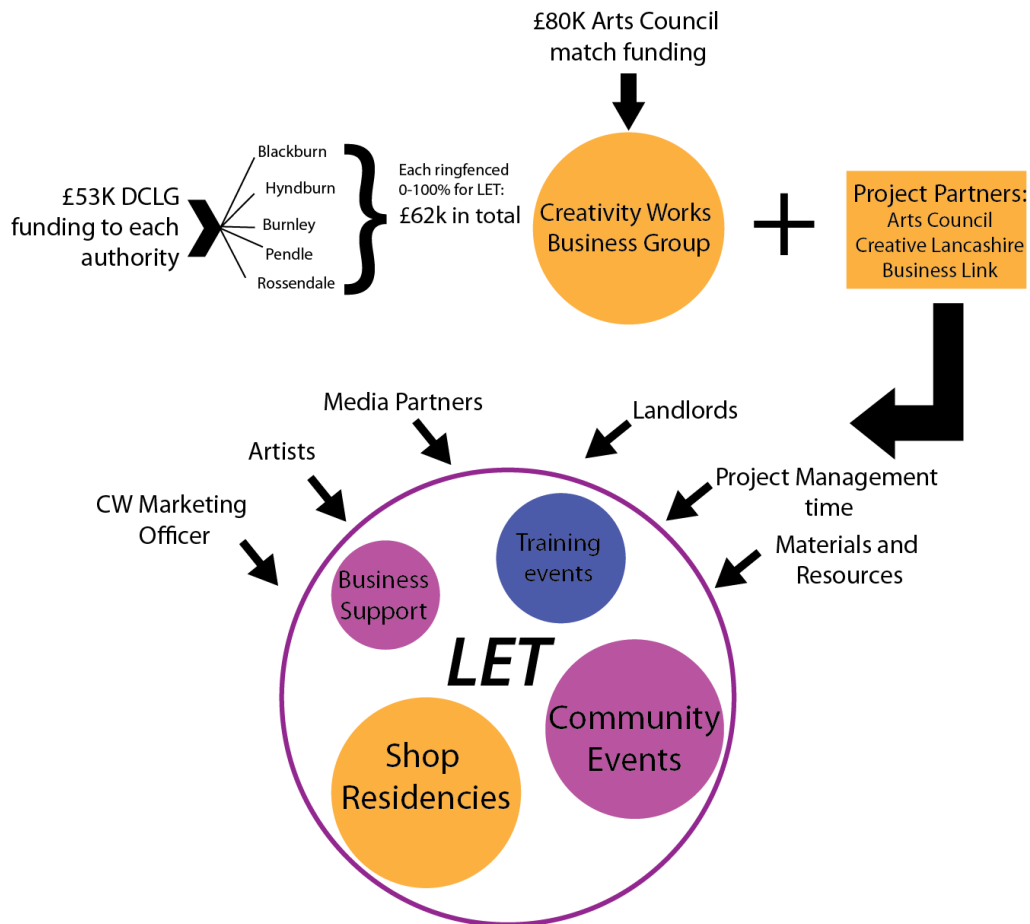 £80K Arts Council
match funding
£53K DCLG
funding to each
authority
Blackburn
Hyndburn
Burnley
Pendle
Rossendale
Each ringfenced
0-100% for LET:
£62k in total
Creativity Works
Business Group
Project Partners:
Arts Council
Creative Lancashire
Business Link
Media Partners
Landlords
Artists
Project Management
time
CW Marketing
Officer
Materials and
Resources
Training
events
Business
Support
LET
Community
Events
Shop
Residencies